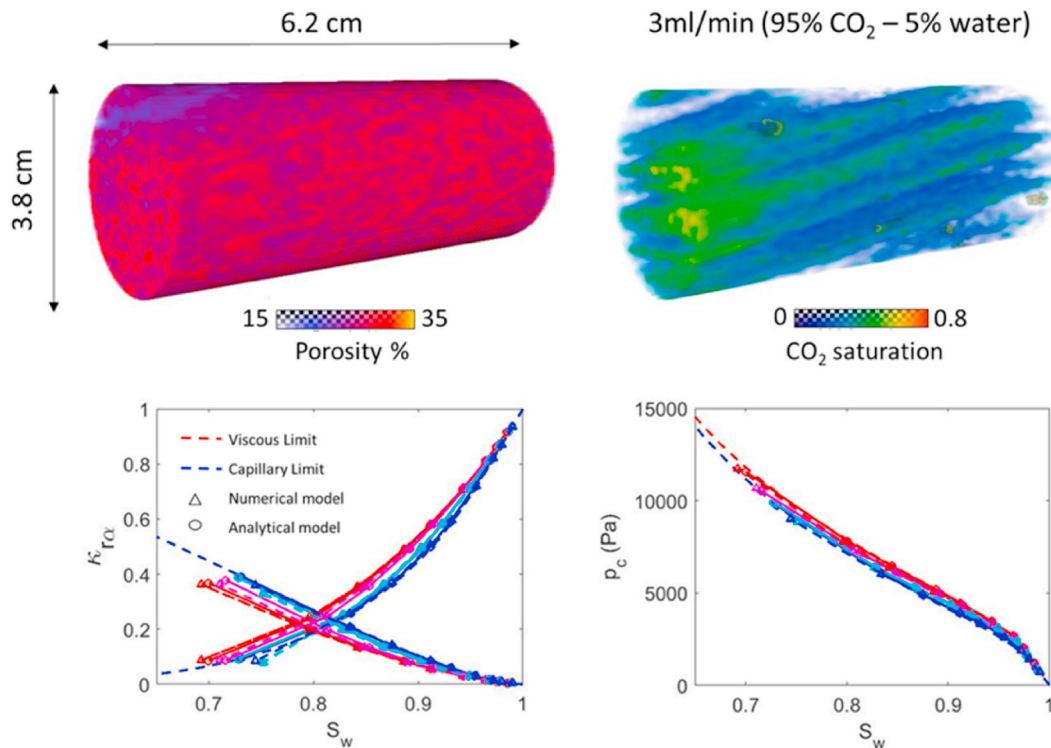 6.2 cm
3ml/min (95% CO₂ – 5% water)
3.8 cm
15 35
Porosity %
0 0.8
CO₂ saturation
1
0.8
0.6
0.4
0.2
0
κrα
Viscous Limit
Capillary Limit
Numerical model
Analytical model
0.7 0.8 0.9 1
Sw
15000
10000
5000
0
pc (Pa)
0.7 0.8 0.9 1
Sw